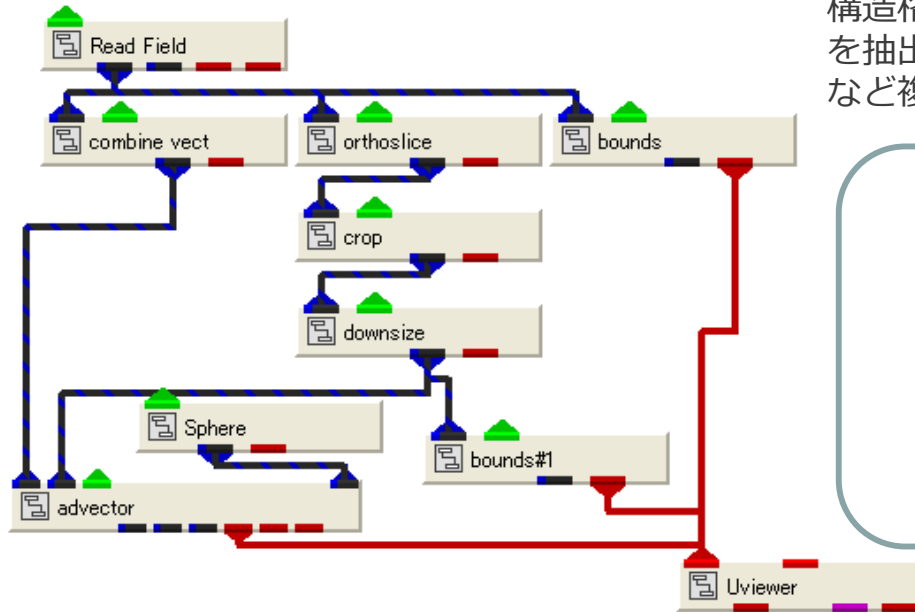 構造格
を抽出
など複
Read Field
combine vect
orthoslice
bounds
crop
downsize
Sphere
bounds#1
advector
Uviewer